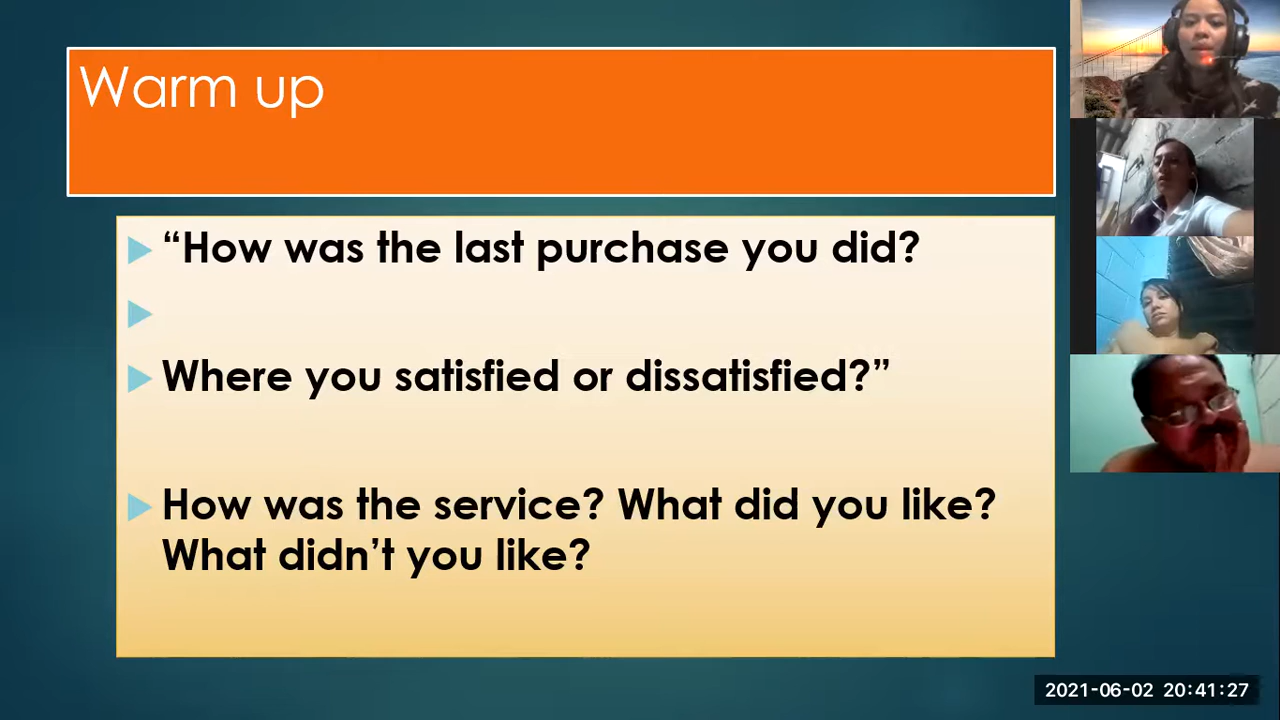 Warm up
“How was the last purchase you did?
Where you satisfied or dissatisfied?”
How was the service? What did you like?
What didn’t you like?
2021-06-02 20:41:27